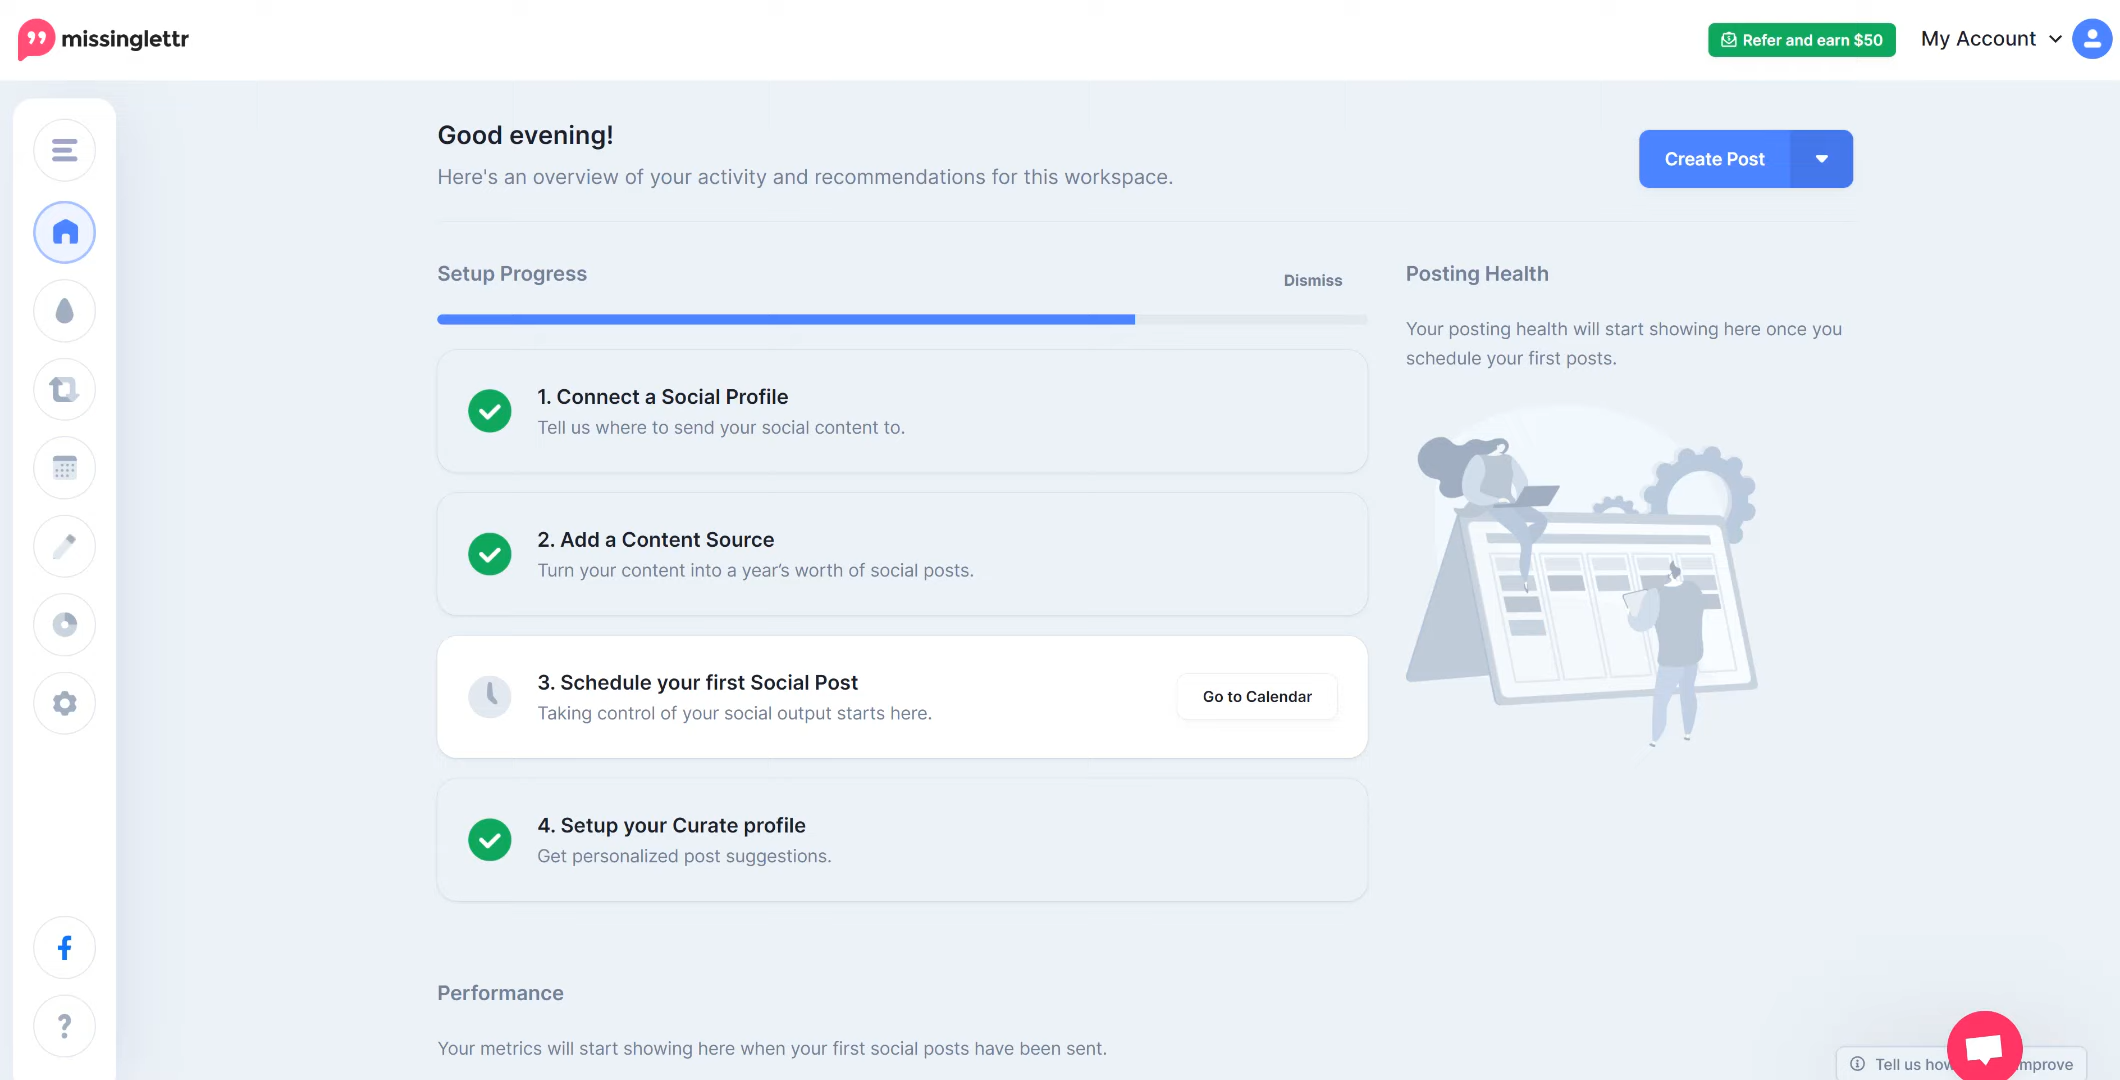 missinglettr
Refer and earn $50
My Account
Good evening!
Here's an overview of your activity and recommendations for this workspace.
Create Post
Setup Progress
Dismiss
1. Connect a Social Profile
Tell us where to send your social content to.
2. Add a Content Source
Turn your content into a year’s worth of social posts.
3. Schedule your first Social Post
Taking control of your social output starts here.
Go to Calendar
4. Setup your Curate profile
Get personalized post suggestions.
Posting Health
Your posting health will start showing here once you
schedule your first posts.
Performance
Your metrics will start showing here when your first social posts have been sent.
Tell us